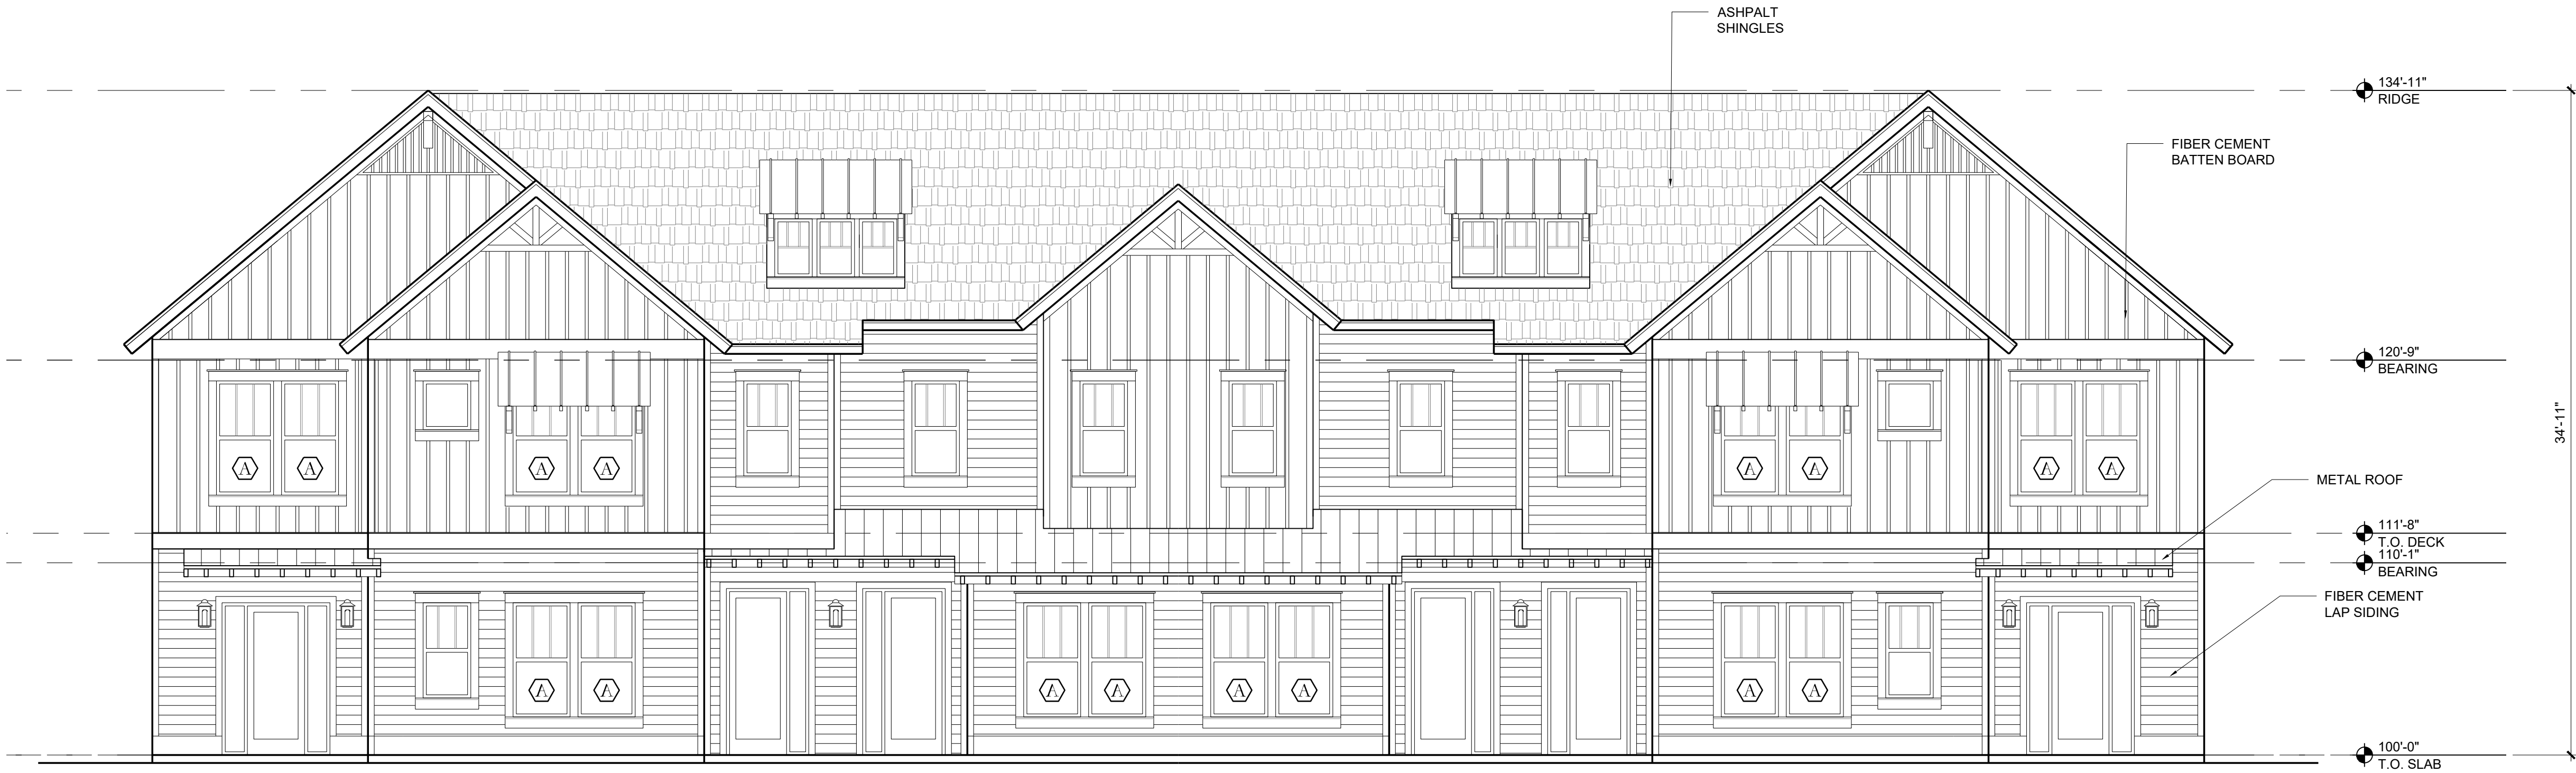 ASHPALT
SHINGLES
134'-11"
RIDGE
FIBER CEMENT
BATTEN BOARD
120'-9"
BEARING
34'-11"
A A A A A A A A
METAL ROOF
111'-8"
T.O. DECK
110'-1"
BEARING
FIBER CEMENT
LAP SIDING
A A A A A A A A
100'-0"
T.O. SLAB